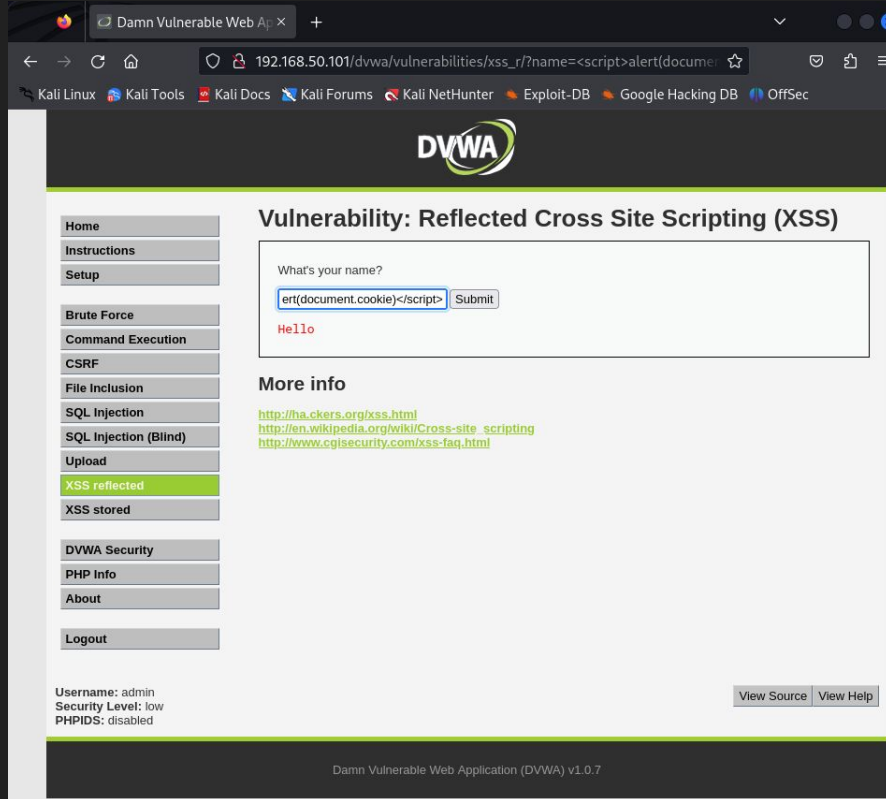 Damn Vulnerable Web Ap
192.168.50.101/dvwa/vulnerabilities/xss_r/?name=<script>alert(documen
Kali Linux Kali Tools Kali Docs Kali Forums Kali NetHunter Exploit-DB Google Hacking DB OffSec
DVWA
Vulnerability: Reflected Cross Site Scripting (XSS)
Home
Instructions
Setup
Brute Force
Command Execution
CSRF
File Inclusion
SQL Injection
SQL Injection (Blind)
Upload
XSS reflected
XSS stored
DVWA Security
PHP Info
About
Logout
What's your name?
ert(document.cookie)</script> Submit
Hello
More info
http://ha.ckers.org/xss.html
http://en.wikipedia.org/wiki/Cross-site_scripting
http://www.cgisecurity.com/xss-faq.html
Username: admin
Security Level: low
PHPIDS: disabled
View Source View Help
Damn Vulnerable Web Application (DVWA) v1.0.7